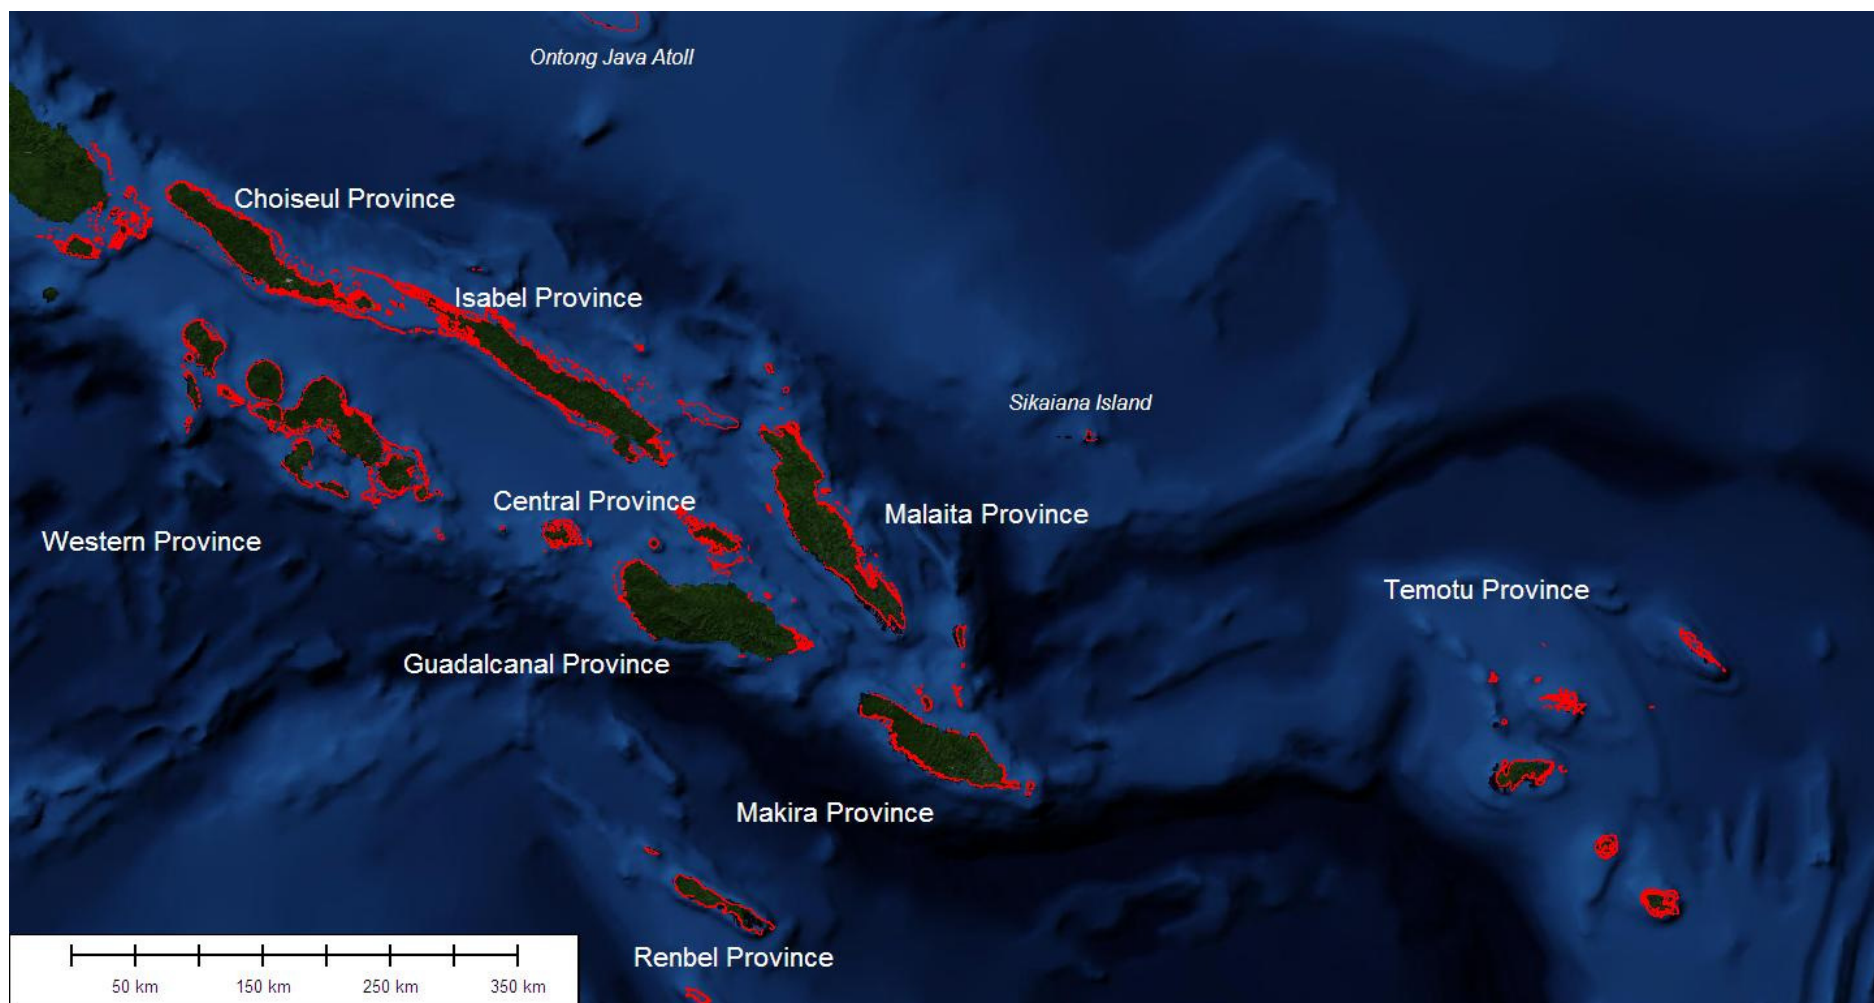 Ontong Java Atoll
Choiseul Province
Isabel Province
Sikaiana Island
Central Province
Malaita Province
Western Province
Temotu Province
Guadalcanal Province
Makira Province
Renbel Province
50 km 150 km 250 km 350 km